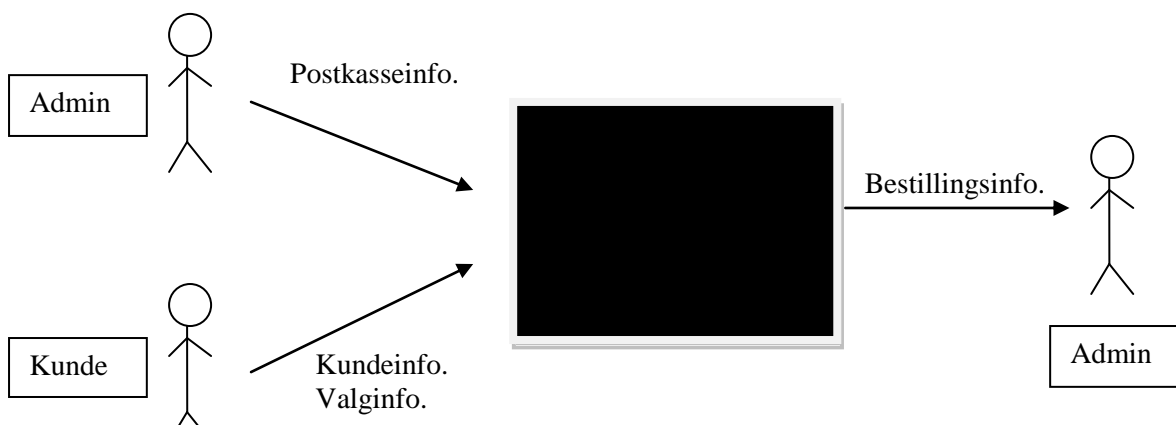 Admin
Postkasseinfo.
Bestillingsinfo.
Kunde
Kundeinfo.
Valginfo.
Admin